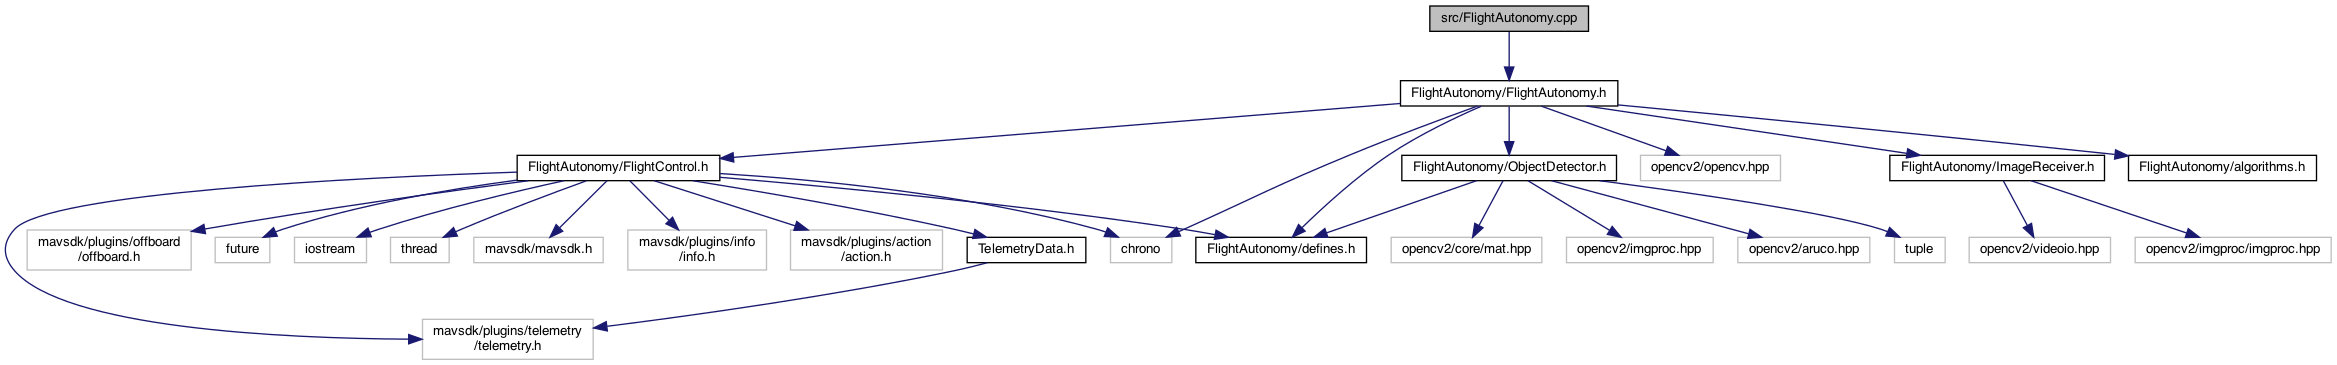 src/FlightAutonomy.cpp
FlightAutonomy/FlightAutonomy.h
FlightAutonomy/FlightControl.h
FlightAutonomy/ObjectDetector.h
opencv2/opencv.hpp
FlightAutonomy/ImageReceiver.h
FlightAutonomy/algorithms.h
mavsdk/plugins/offboard
/offboard.h
future
iostream
thread
mavsdk/mavsdk.h
mavsdk/plugins/info
/info.h
mavsdk/plugins/action
/action.h
TelemetryData.h
chrono
FlightAutonomy/defines.h
opencv2/core/mat.hpp
opencv2/imgproc.hpp
opencv2/aruco.hpp
tuple
opencv2/videoio.hpp
opencv2/imgproc/imgproc.hpp
mavsdk/plugins/telemetry
/telemetry.h